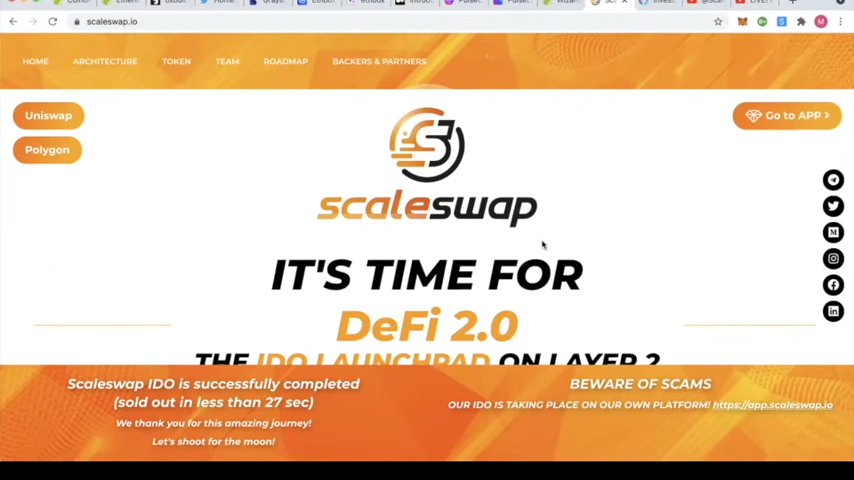 scaleswap.io
M
HOME ARCHITECTURE TOKEN TEAM ROADMAP BACKERS & PARTNERS
Uniswap
Go to APP >
Polygon
scaleswap
IT'S TIME FOR
DeFi 2.0
THE IDO LAUNCHPAD ON LAYER 2
Scaleswap IDO is successfully completed
(sold out in less than 27 sec)
We thank you for this amazing journey!
Let's shoot for the moon!
BEWARE OF SCAMS
OUR IDO IS TAKING PLACE ON OUR OWN PLATFORM! https://app.scaleswap.io